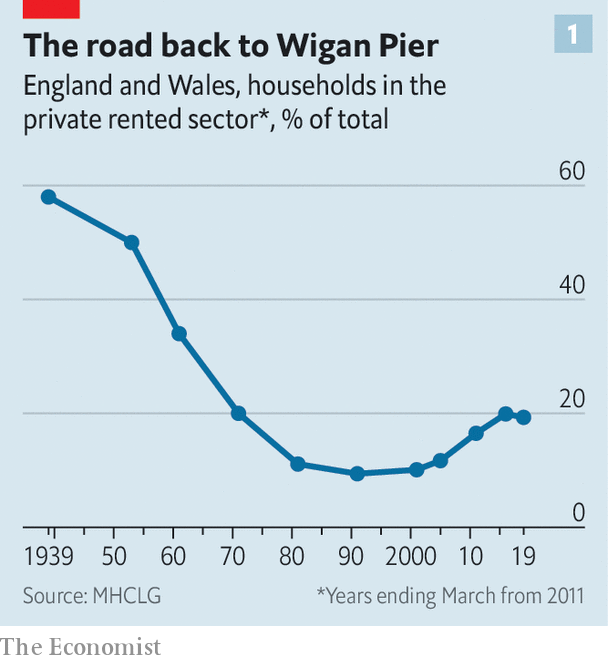 1
The road back to Wigan Pier
England and Wales, households in the
private rented sector*, % of total
60
40
20
0
1939 50 60 70 80 90 2000 10 19
Source: MHCLG *Years ending March from 2011
The Economist